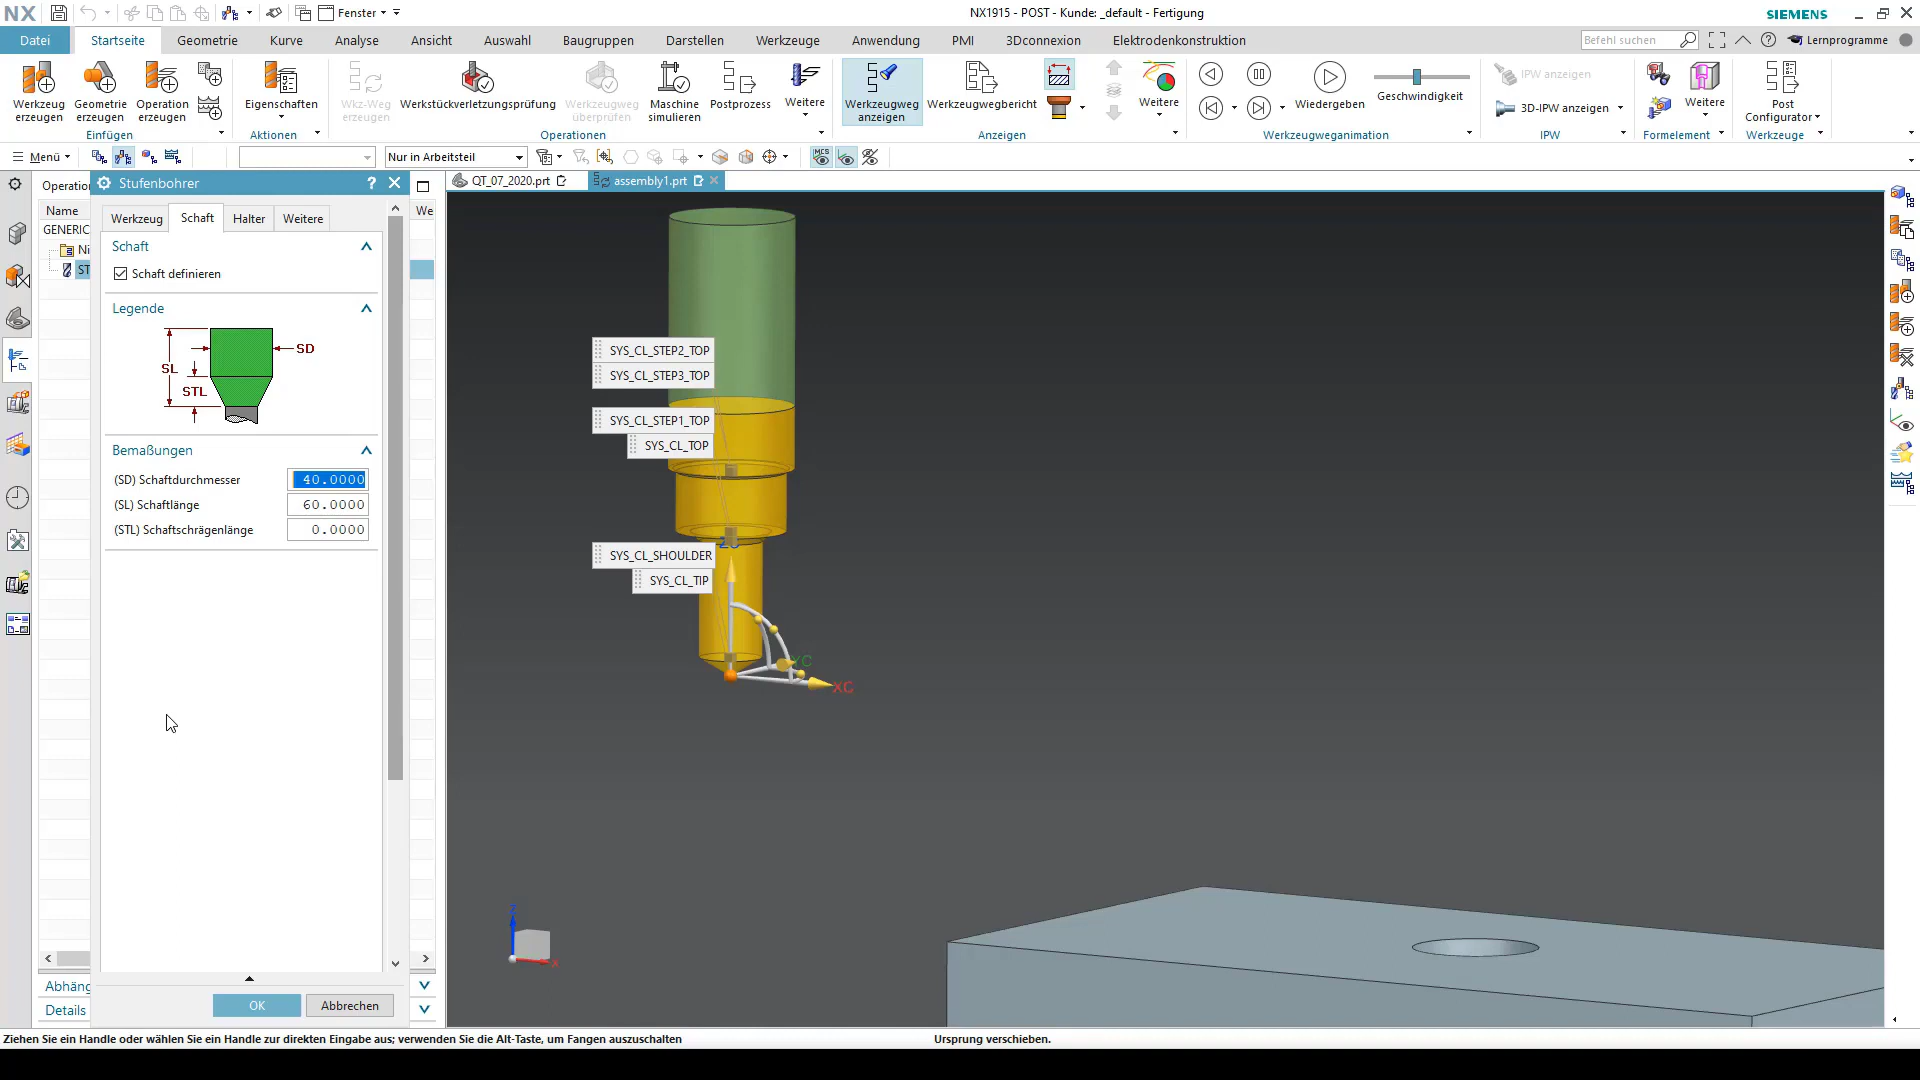 NX
Fenster
NX1915 - POST - Kunde: _default - Fertigung
SIEMENS
Datei
Startseite
Geometrie
Kurve
Analyse
Ansicht
Auswahl
Baugruppen
Darstellen
Werkzeuge
Anwendung
PMI
3Dconnexion
Elektrodenkonstruktion
Befehl suchen
Lernprogramme
Werkzeug erzeugen
Geometrie erzeugen
Operation erzeugen
Einfügen
Eigenschaften
Aktionen
Wkz-Weg erzeugen
Werkstückverletzungsprüfung
Werkzeugweg überprüfen
Maschine simulieren
Postprozess
Weitere
Operationen
Werkzeugweg anzeigen
Werkzeugwegbericht
Weitere
Anzeigen
Wiedergeben
Geschwindigkeit
Werkzeugweganimation
IPW anzeigen
3D-IPW anzeigen
IPW
Weitere
Formelement
Post Configurator
Werkzeuge
Menü
Nur in Arbeitsteil
MCS
Operatio
Name
GENERIC
Ni
ST
We
Stufenbohrer
?
Werkzeug
Schaft
Halter
Weitere
Schaft
Schaft definieren
Legende
SD
SL
STL
Bemaßungen
(SD) Schaftdurchmesser
40.0000
(SL) Schaftlänge
60.0000
(STL) Schaftschrägenlänge
0.0000
Abhäng
Details
OK
Abbrechen
QT_07_2020.prt
assembly1.prt
SYS_CL_STEP2_TOP
SYS_CL_STEP3_TOP
SYS_CL_STEP1_TOP
SYS_CL_TOP
SYS_CL_SHOULDER
SYS_CL_TIP
YC
XC
Z
X
Ziehen Sie ein Handle oder wählen Sie ein Handle zur direkten Eingabe aus; verwenden Sie die Alt-Taste, um Fangen auszuschalten
Ursprung verschieben.